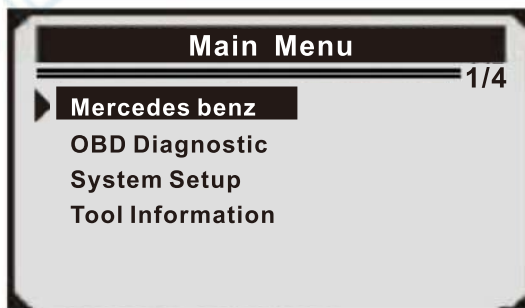 Main Menu
1/4
Mercedes benz
OBD Diagnostic
System Setup
Tool Information